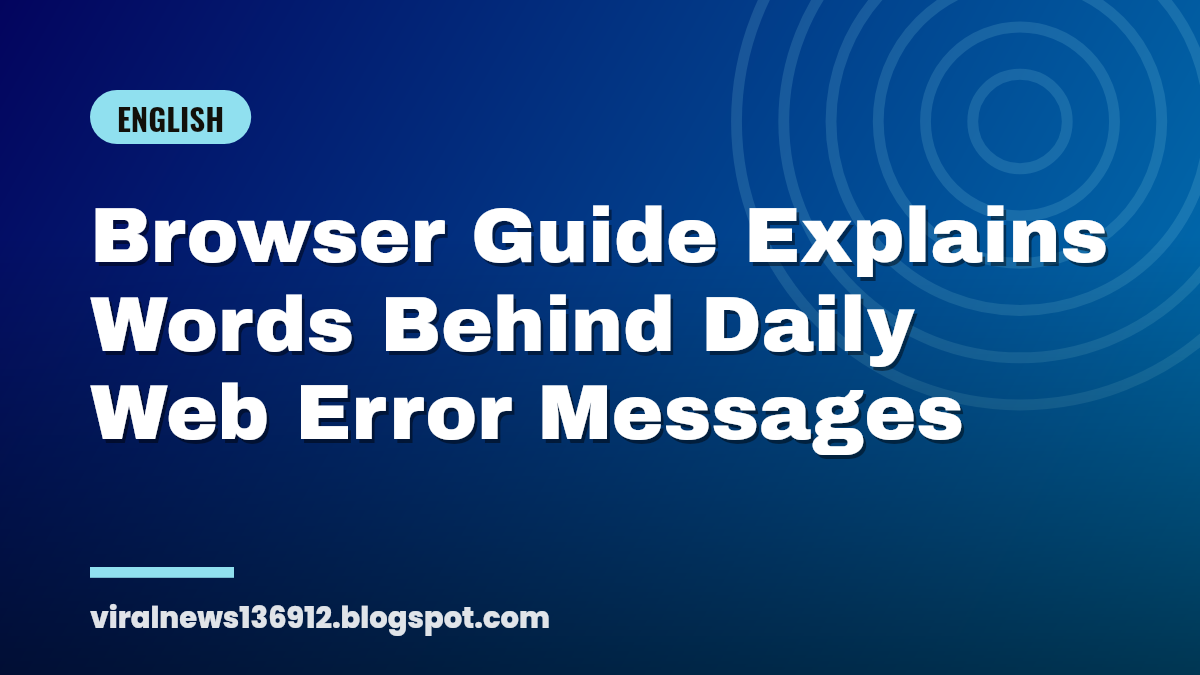 ENGLISH
Browser Guide Explains
Words Behind Daily
Web Error Messages
viralnews136912.blogspot.com